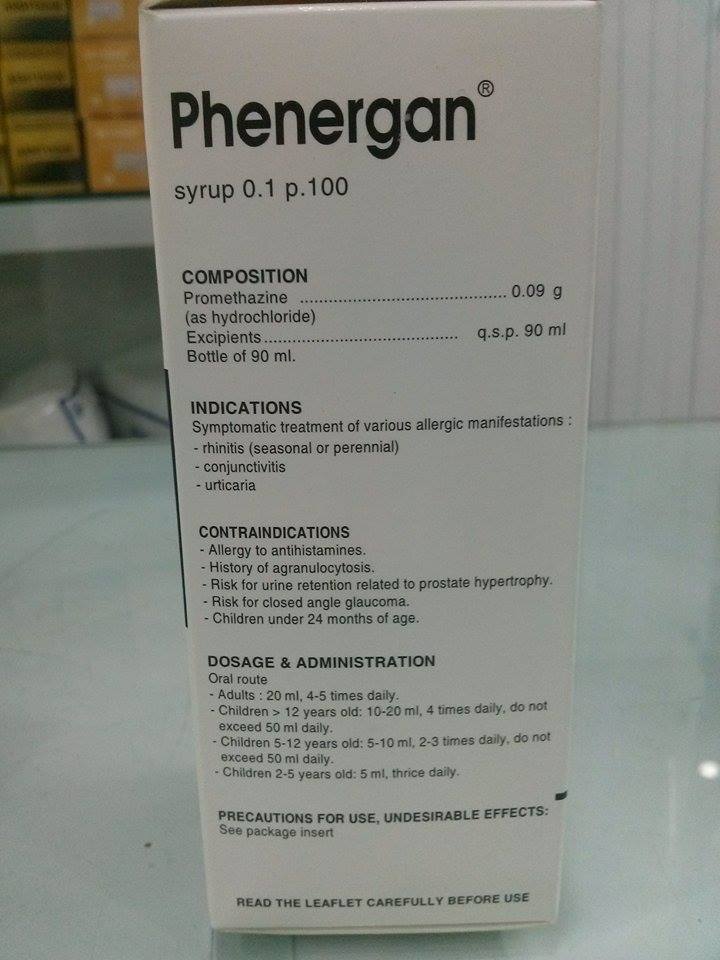 Phenergan®
syrup 0.1 p.100
COMPOSITION
Promethazine ........................................... 0.09 g
(as hydrochloride)
Excipients ......................................... q.s.p. 90 ml
Bottle of 90 ml.
INDICATIONS
Symptomatic treatment of various allergic manifestations :
- rhinitis (seasonal or perennial)
- conjunctivitis
- urticaria
CONTRAINDICATIONS
- Allergy to antihistamines.
- History of agranulocytosis.
- Risk for urine retention related to prostate hypertrophy.
- Risk for closed angle glaucoma.
- Children under 24 months of age.
DOSAGE & ADMINISTRATION
Oral route
- Adults : 20 ml, 4-5 times daily.
- Children > 12 years old: 10-20 ml, 4 times daily, do not
exceed 50 ml daily.
- Children 5-12 years old: 5-10 ml, 2-3 times daily, do not
exceed 50 ml daily.
- Children 2-5 years old: 5 ml, thrice daily.
PRECAUTIONS FOR USE, UNDESIRABLE EFFECTS:
See package insert
READ THE LEAFLET CAREFULLY BEFORE USE